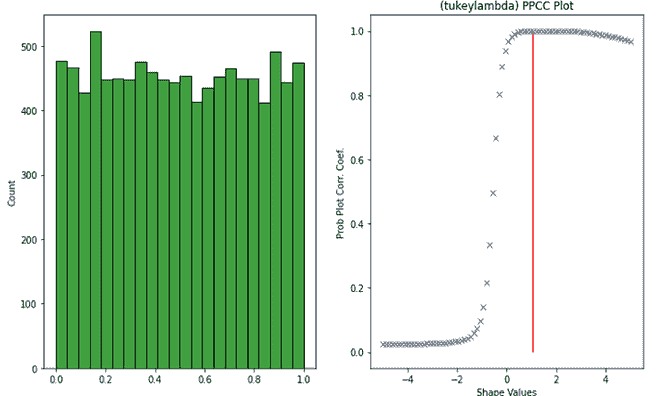 (tukeylambda) PPCC Plot
500
400
300
200
100
0
Count
0.0 0.2 0.4 0.6 0.8 1.0
1.0
0.8
0.6
0.4
0.2
0.0
Prob Plot Corr. Coef.
−4 −2 0 2 4
Shape Values